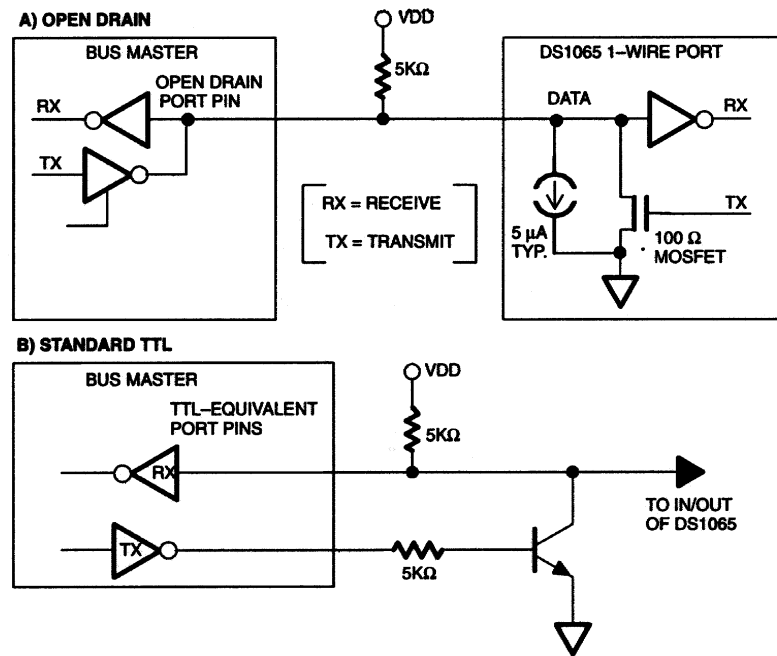 A) OPEN DRAIN
BUS MASTER
VDD
5KΩ
DS1065 1–WIRE PORT
OPEN DRAIN
PORT PIN
RX
TX
DATA
RX
TX
RX = RECEIVE
TX = TRANSMIT
5 μA
TYP.
100 Ω
MOSFET
B) STANDARD TTL
BUS MASTER
VDD
TTL–EQUIVALENT
PORT PINS
5KΩ
RX
TX
5KΩ
TO IN/OUT
OF DS1065